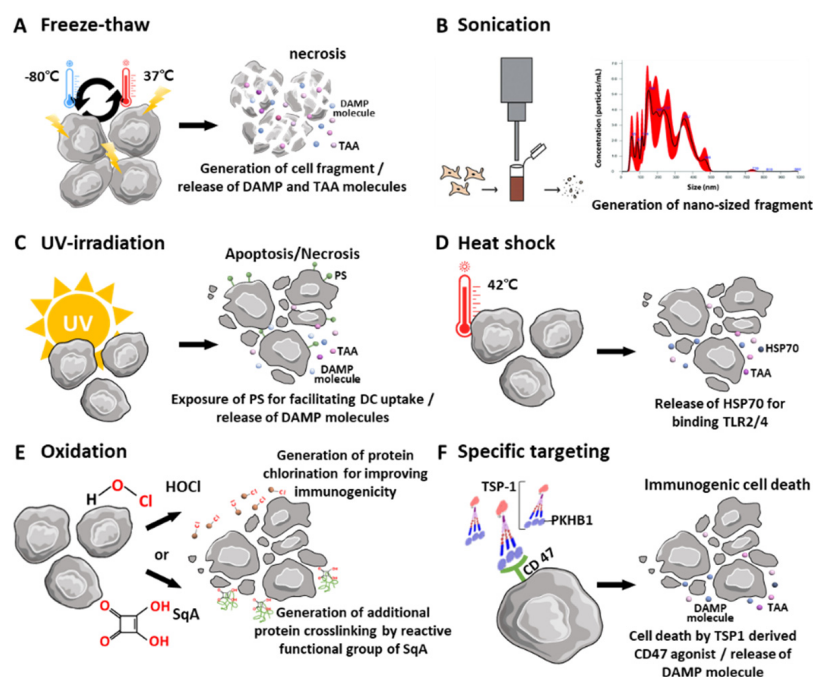 A Freeze-thaw
-80℃
37℃
necrosis
DAMP
molecule
TAA
Generation of cell fragment /
release of DAMP and TAA molecules
B Sonication
Concentration (particles/mL)
Size (nm)
Generation of nano-sized fragment
C UV-irradiation
UV
Apoptosis/Necrosis
PS
TAA
DAMP
molecule
Exposure of PS for facilitating DC uptake /
release of DAMP molecules
D Heat shock
42℃
HSP70
TAA
Release of HSP70 for
binding TLR2/4
E Oxidation
H O Cl
HOCl
or
O OH
O OH
SqA
Generation of protein
chlorination for improving
immunogenicity
Generation of additional
protein crosslinking by reactive
functional group of SqA
F Specific targeting
TSP-1
PKHB1
CD 47
Immunogenic cell death
DAMP
molecule
TAA
Cell death by TSP1 derived
CD47 agonist / release of
DAMP molecule